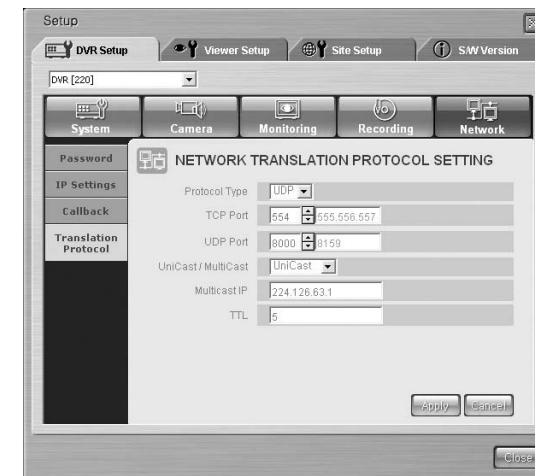 Setup
DVR Setup
Viewer Setup
Site Setup
S/W Version
DVR [220]
System
Camera
Monitoring
Recording
Network
Password
IP Settings
Callback
Translation
Protocol
NETWORK TRANSLATION PROTOCOL SETTING
Protocol Type UDP
TCP Port 554 555.556.557
UDP Port 8000 8159
UniCast / MultiCast UniCast
Multicast IP 224.126.63.1
TTL 5
Apply
Cancel
Close